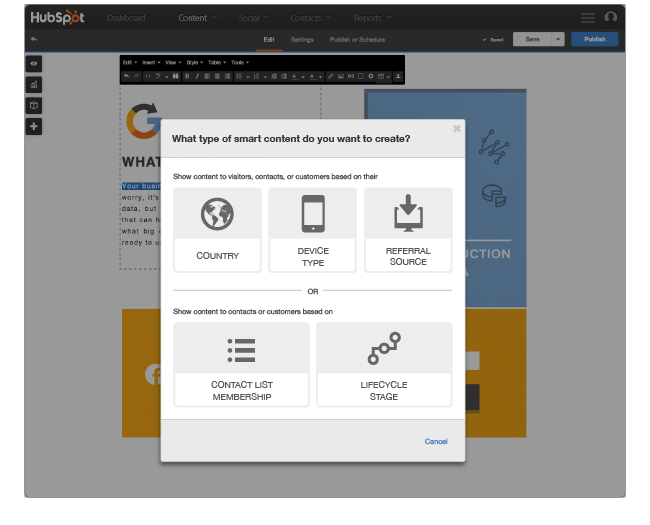 HubSpot Dashboard Content Social Contacts Reports
Edit Settings Publish or Schedule Saved Save Publish
Edit Insert View Style Table Tools
What type of smart content do you want to create?
WHAT
Show content to visitors, contacts, or customers based on their
Your busin
worry, it's
data, but
that can h
what big
ready to u
COUNTRY
DEVICE
TYPE
REFERRAL
SOURCE
UCTION
A
OR
Show content to contacts or customers based on
CONTACT LIST
MEMBERSHIP
LIFECYCLE
STAGE
Cancel